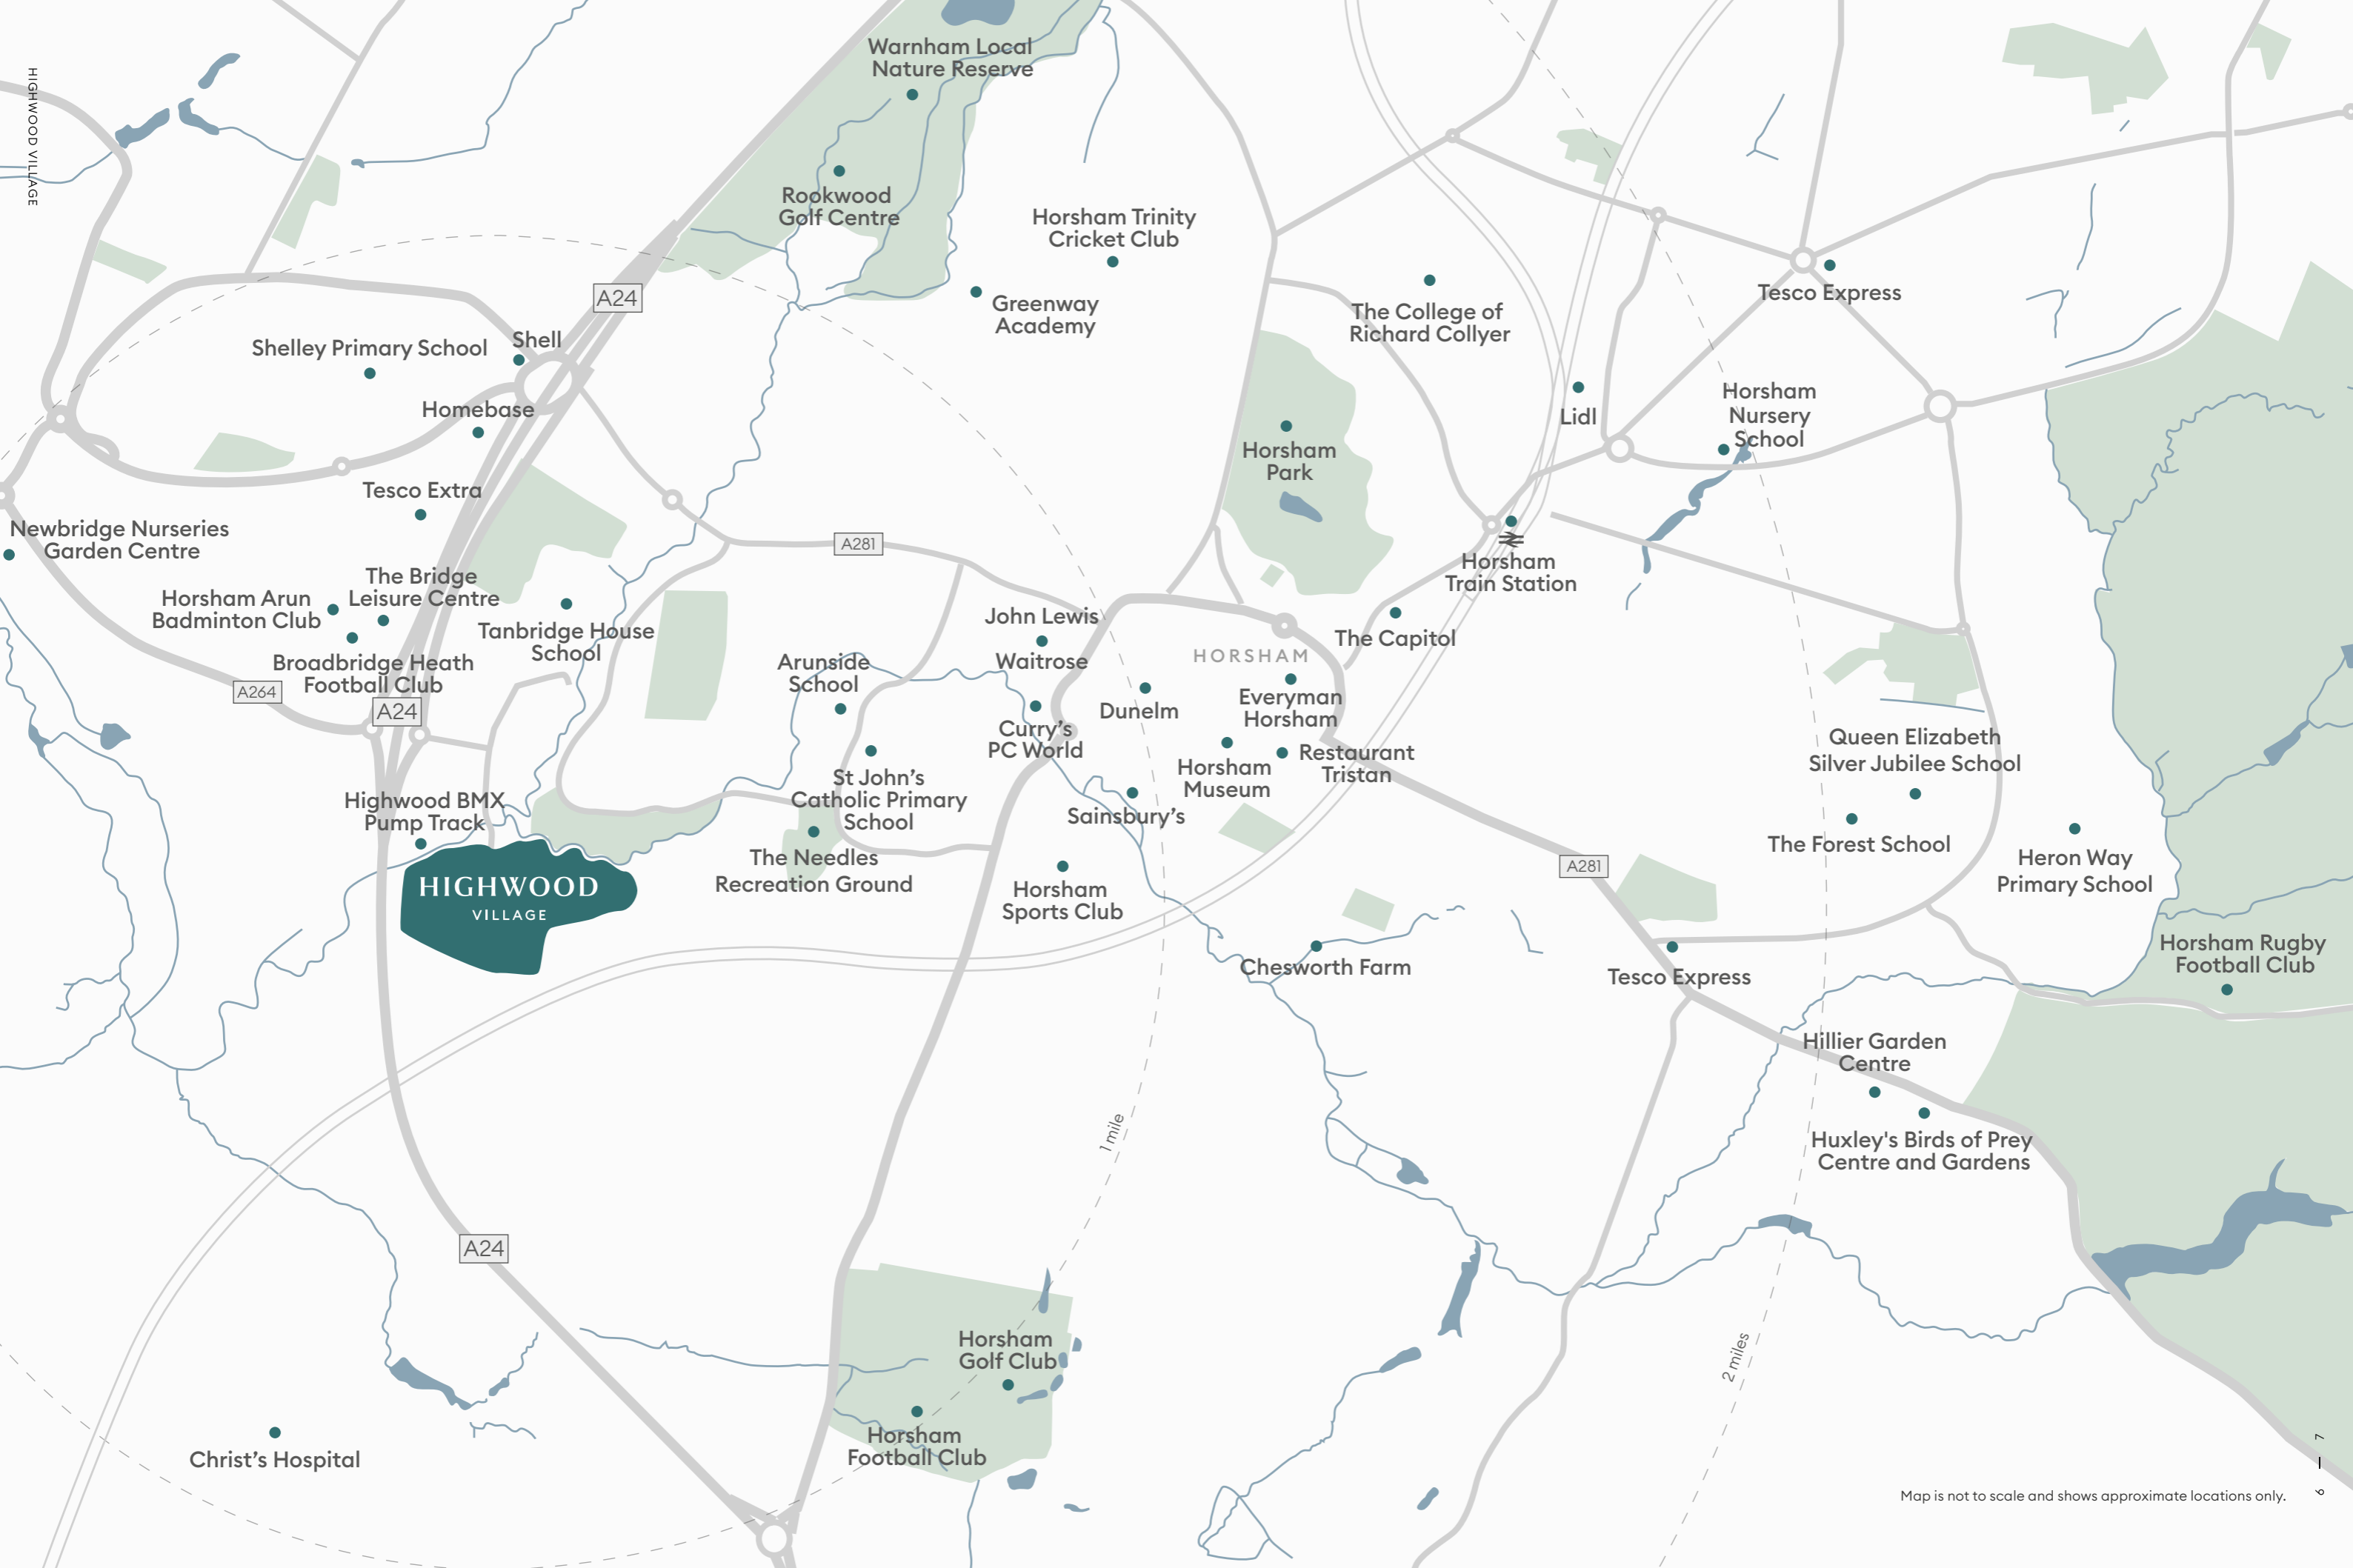 HIGHWOOD VILLAGE
Warnham Local
Nature Reserve
Rookwood
Golf Centre
Horsham Trinity
Cricket Club
Greenway
Academy
The College of
Richard Collyer
Tesco Express
A24
Shell
Shelley Primary School
Homebase
Lidl
Horsham
Nursery
School
Horsham
Park
Tesco Extra
Newbridge Nurseries
Garden Centre
A281
Horsham
Train Station
The Bridge
Leisure Centre
Horsham Arun
Badminton Club
Tanbridge House
School
Broadbridge Heath
Football Club
A264
A24
John Lewis
Waitrose
The Capitol
HORSHAM
Arunside
School
Everyman
Horsham
Dunelm
Curry’s
PC World
Horsham
Museum
Restaurant
Tristan
Queen Elizabeth
Silver Jubilee School
St John’s
Catholic Primary
School
Highwood BMX
Pump Track
Sainsbury’s
The Forest School
Heron Way
Primary School
The Needles
Recreation Ground
A281
HIGHWOOD
VILLAGE
Horsham
Sports Club
Chesworth Farm
Tesco Express
Horsham Rugby
Football Club
Hillier Garden
Centre
Huxley's Birds of Prey
Centre and Gardens
1 mile
A24
2 miles
Horsham
Golf Club
Horsham
Football Club
Christ’s Hospital
Map is not to scale and shows approximate locations only.
6 — 7